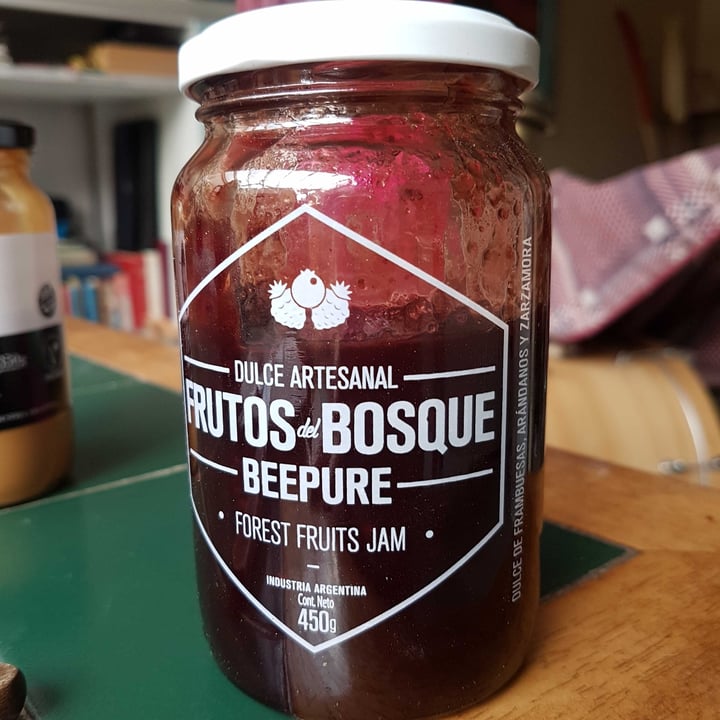 DULCE ARTESANAL
FRUTOS del BOSQUE
BEEPURE
• FOREST FRUITS JAM •
INDUSTRIA ARGENTINA
Cont. Neto
450g
DULCE DE FRAMBUESAS, ARÁNDANOS Y ZARZAMORA